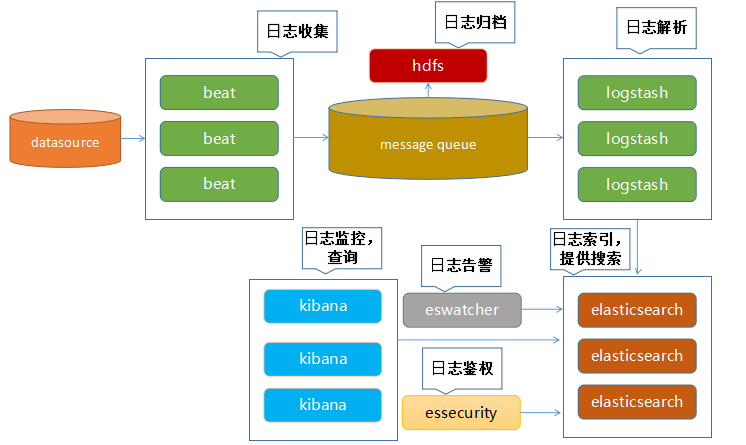 日志收集
日志归档
日志解析
hdfs
beat
beat
beat
datasource
message queue
logstash
logstash
logstash
日志监控，
查询
日志告警
日志索引，
提供搜索
kibana
kibana
kibana
eswatcher
日志鉴权
essecurity
elasticsearch
elasticsearch
elasticsearch